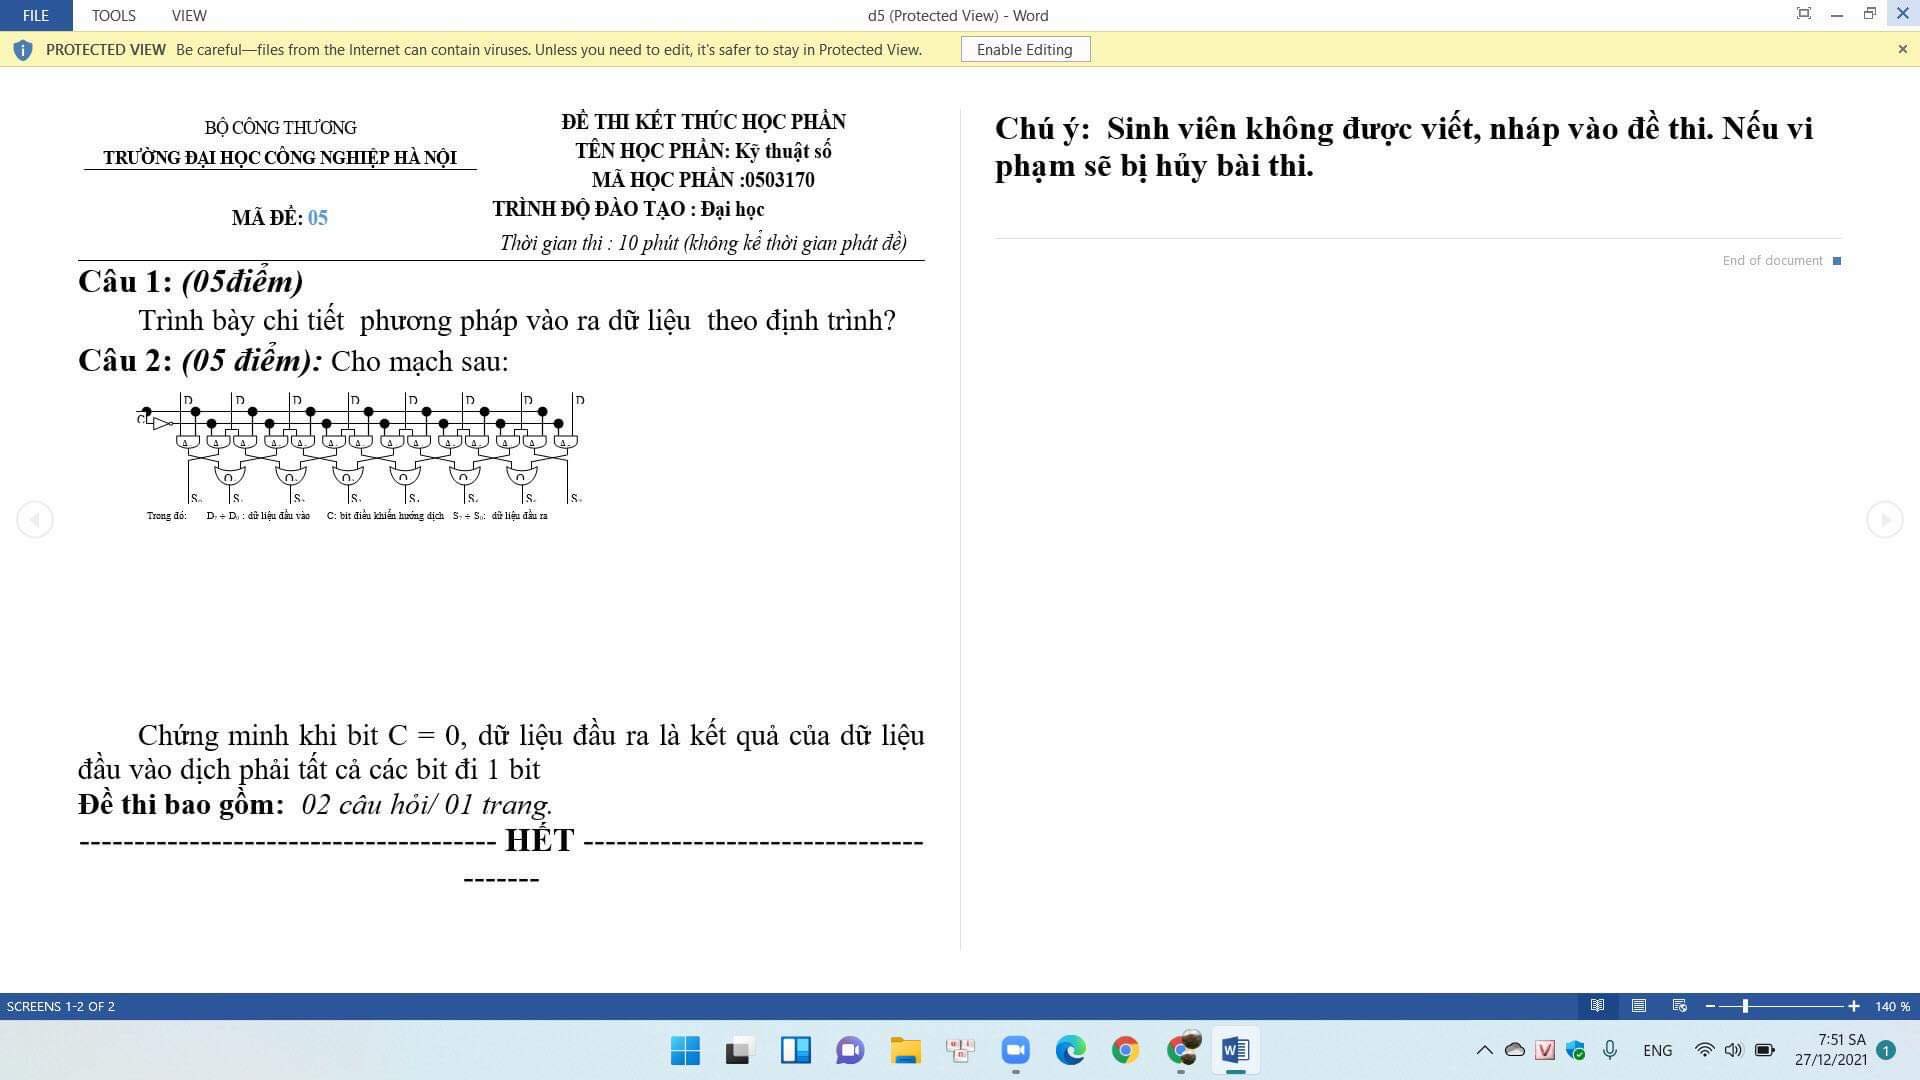 FILE TOOLS VIEW d5 (Protected View) - Word
PROTECTED VIEW Be careful—files from the Internet can contain viruses. Unless you need to edit, it's safer to stay in Protected View. Enable Editing
BỘ CÔNG THƯƠNG
TRƯỜNG ĐẠI HỌC CÔNG NGHIỆP HÀ NỘI
MÃ ĐỀ: 05
ĐỀ THI KẾT THÚC HỌC PHẦN
TÊN HỌC PHẦN: Kỹ thuật số
MÃ HỌC PHẦN :0503170
TRÌNH ĐỘ ĐÀO TẠO : Đại học
Thời gian thi : 10 phút (không kể thời gian phát đề)
Câu 1: (05điểm)
Trình bày chi tiết phương pháp vào ra dữ liệu theo định trình?
Câu 2: (05 điểm): Cho mạch sau:
D D D D D D D D
C
Trong đó: D₇ ÷ D₀ : dữ liệu đầu vào C: bit điều khiển hướng dịch S₇ ÷ S₀: dữ liệu đầu ra
Chứng minh khi bit C = 0, dữ liệu đầu ra là kết quả của dữ liệu
đầu vào dịch phải tất cả các bit đi 1 bit
Đề thi bao gồm: 02 câu hỏi/ 01 trang.
-------------------------------------- HẾT -------------------------------
-------
Chú ý: Sinh viên không được viết, nháp vào đề thi. Nếu vi
phạm sẽ bị hủy bài thi.
End of document
SCREENS 1-2 OF 2
140 %
ENG
7:51 SA
27/12/2021
1